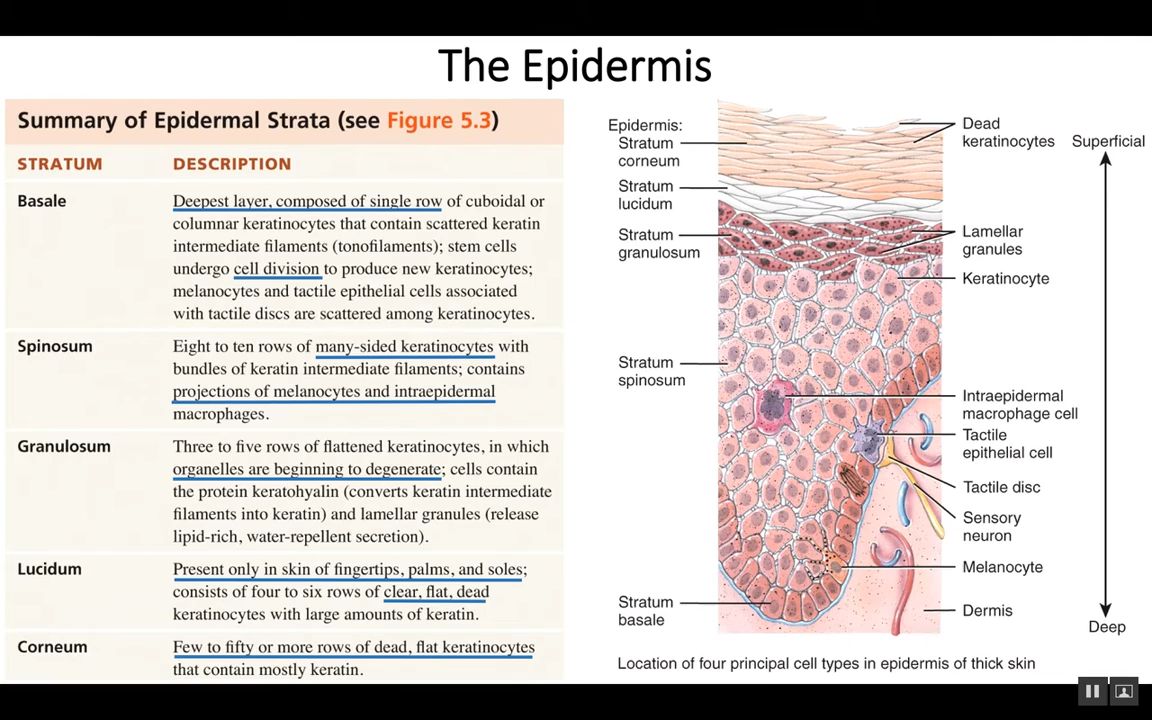 The Epidermis
Summary of Epidermal Strata (see Figure 5.3)
STRATUM DESCRIPTION
Basale
Deepest layer, composed of single row of cuboidal or
columnar keratinocytes that contain scattered keratin
intermediate filaments (tonofilaments); stem cells
undergo cell division to produce new keratinocytes;
melanocytes and tactile epithelial cells associated
with tactile discs are scattered among keratinocytes.
Spinosum
Eight to ten rows of many-sided keratinocytes with
bundles of keratin intermediate filaments; contains
projections of melanocytes and intraepidermal
macrophages.
Granulosum
Three to five rows of flattened keratinocytes, in which
organelles are beginning to degenerate; cells contain
the protein keratohyalin (converts keratin intermediate
filaments into keratin) and lamellar granules (release
lipid-rich, water-repellent secretion).
Lucidum
Present only in skin of fingertips, palms, and soles;
consists of four to six rows of clear, flat, dead
keratinocytes with large amounts of keratin.
Corneum
Few to fifty or more rows of dead, flat keratinocytes
that contain mostly keratin.
Epidermis:
Stratum
corneum
Stratum
lucidum
Stratum
granulosum
Stratum
spinosum
Stratum
basale
Dead
keratinocytes
Lamellar
granules
Keratinocyte
Intraepidermal
macrophage cell
Tactile
epithelial cell
Tactile disc
Sensory
neuron
Melanocyte
Dermis
Superficial
Deep
Location of four principal cell types in epidermis of thick skin